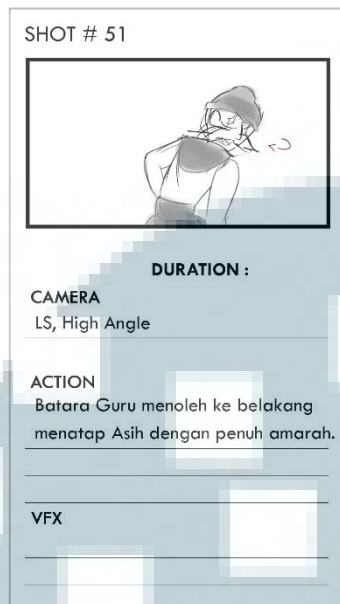 SHOT # 51
DURATION :
CAMERA
LS, High Angle
ACTION
Batara Guru menoleh ke belakang
menatap Asih dengan penuh amarah.
VFX